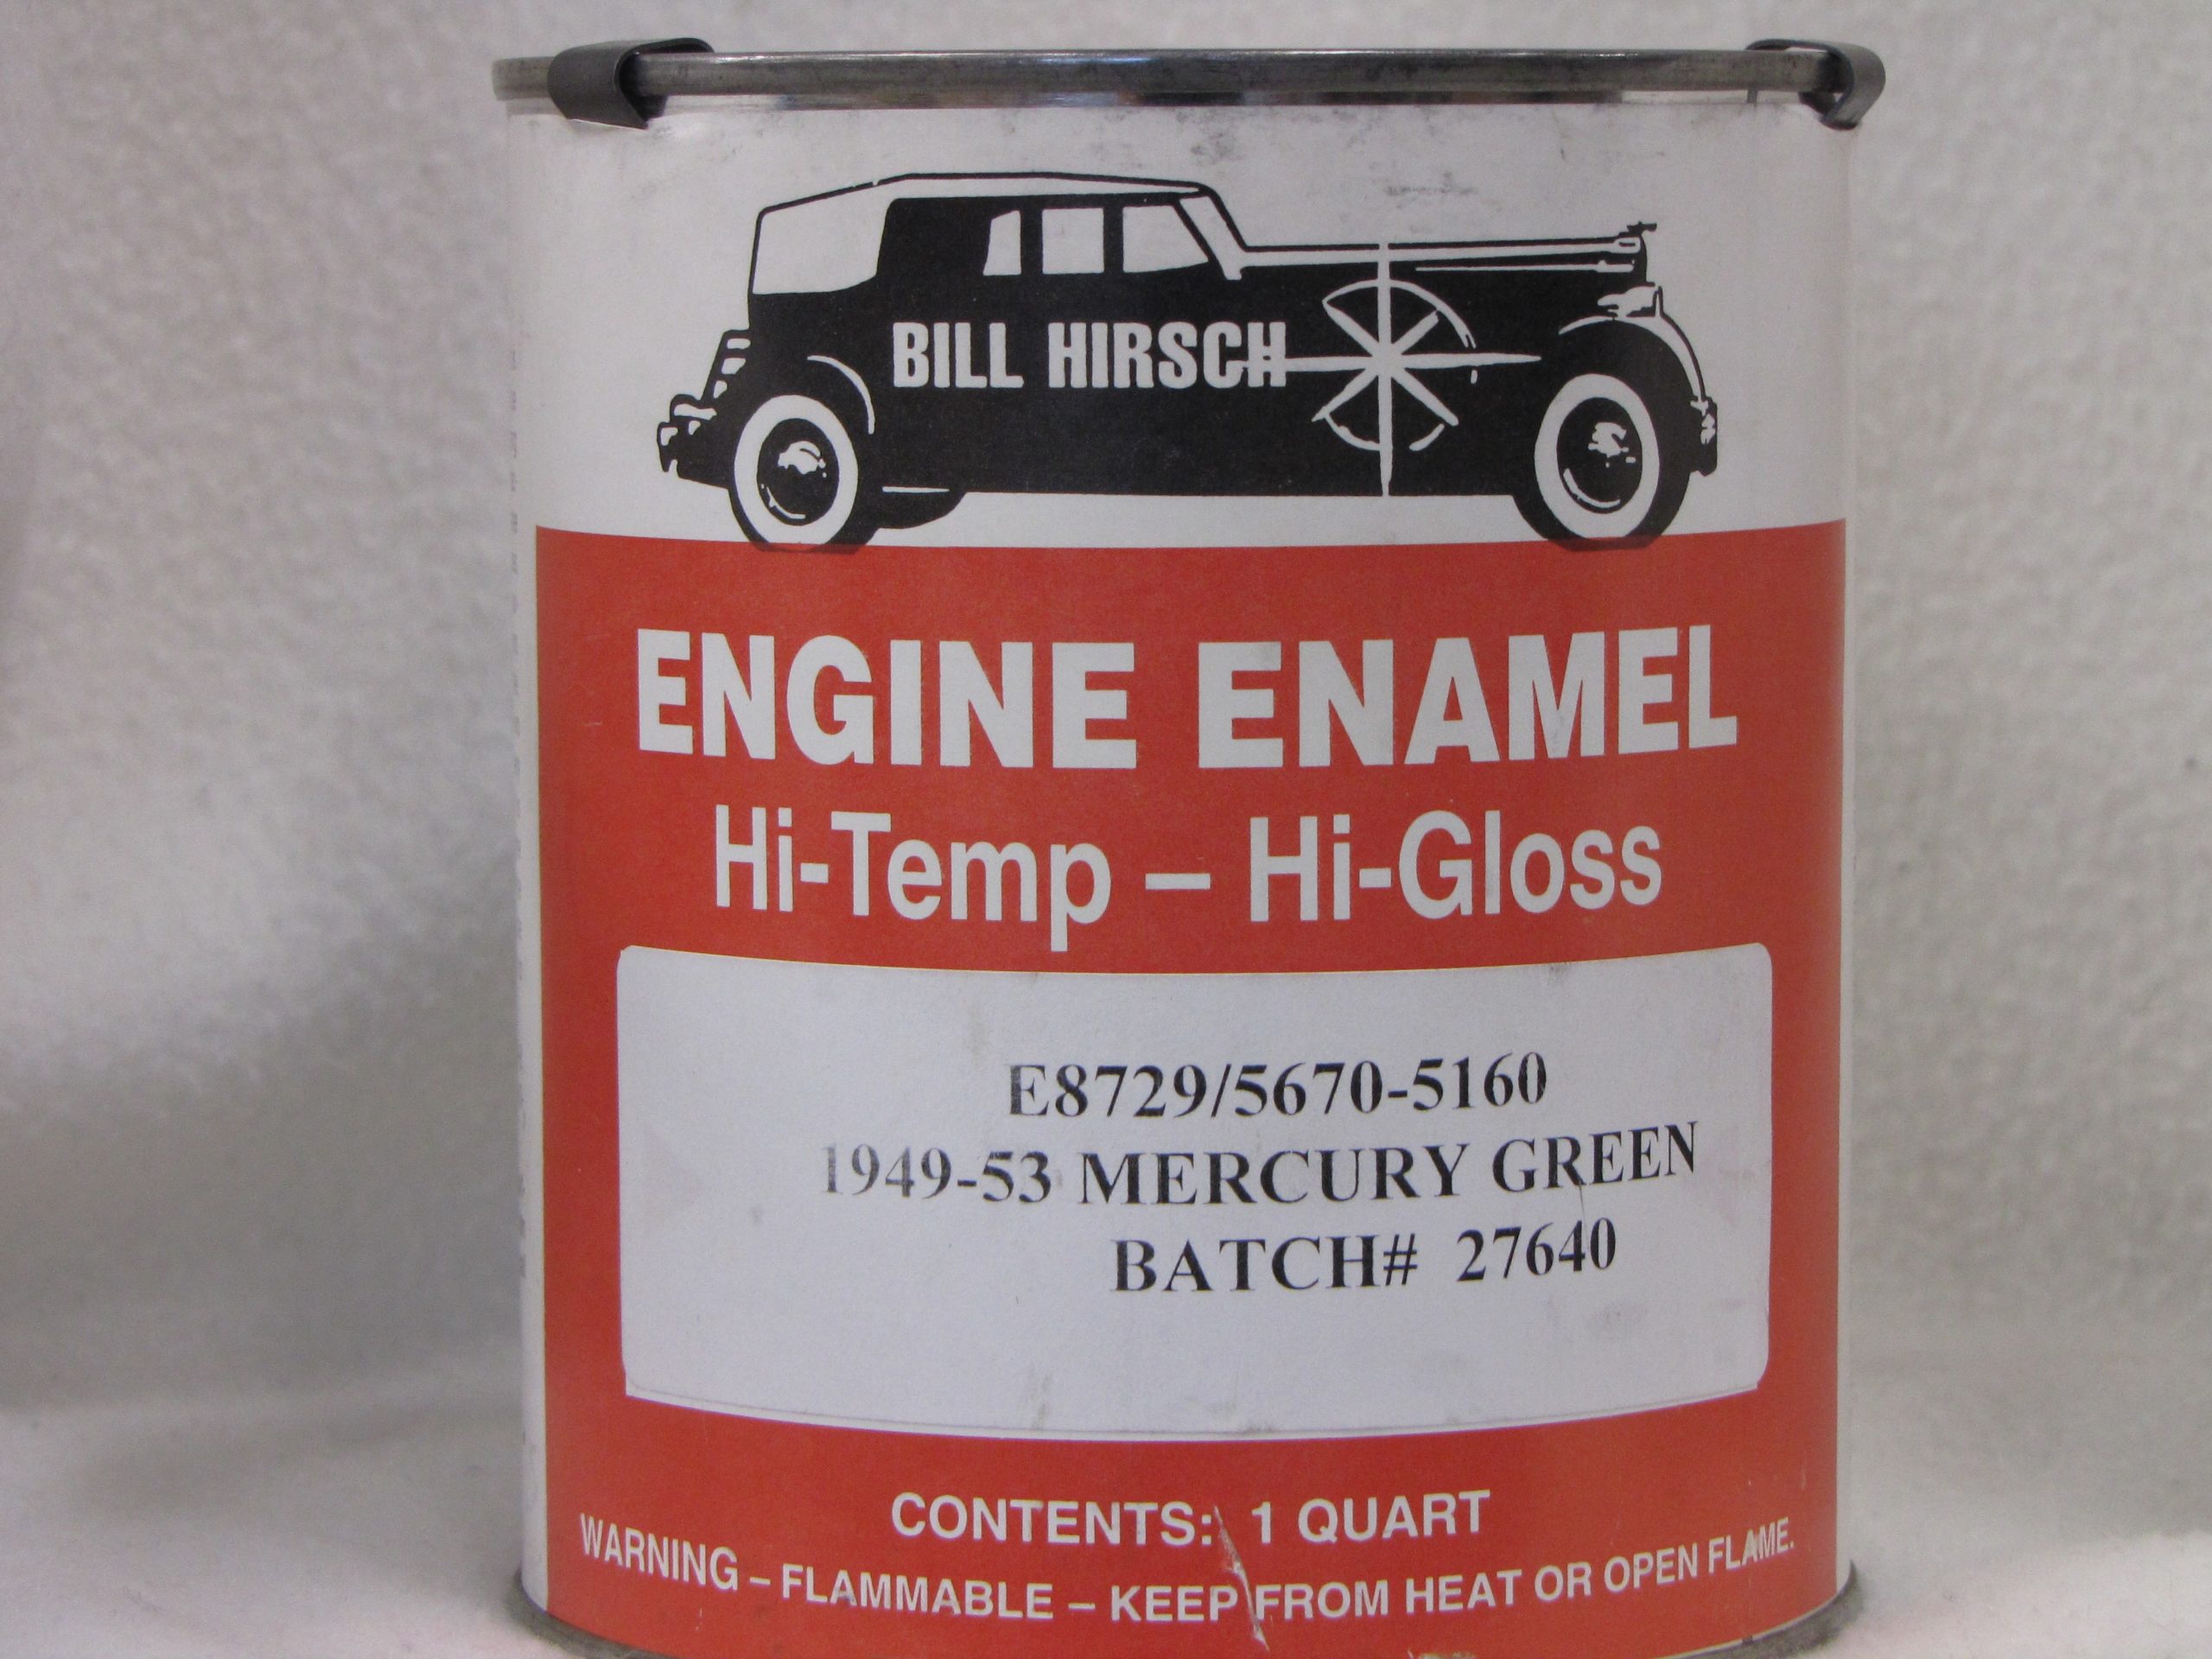 BILL HIRSCH
ENGINE ENAMEL
Hi-Temp – Hi-Gloss
E8729/5670-5160
1949-53 MERCURY GREEN
BATCH# 27640
CONTENTS: 1 QUART
WARNING – FLAMMABLE – KEEP FROM HEAT OR OPEN FLAME.